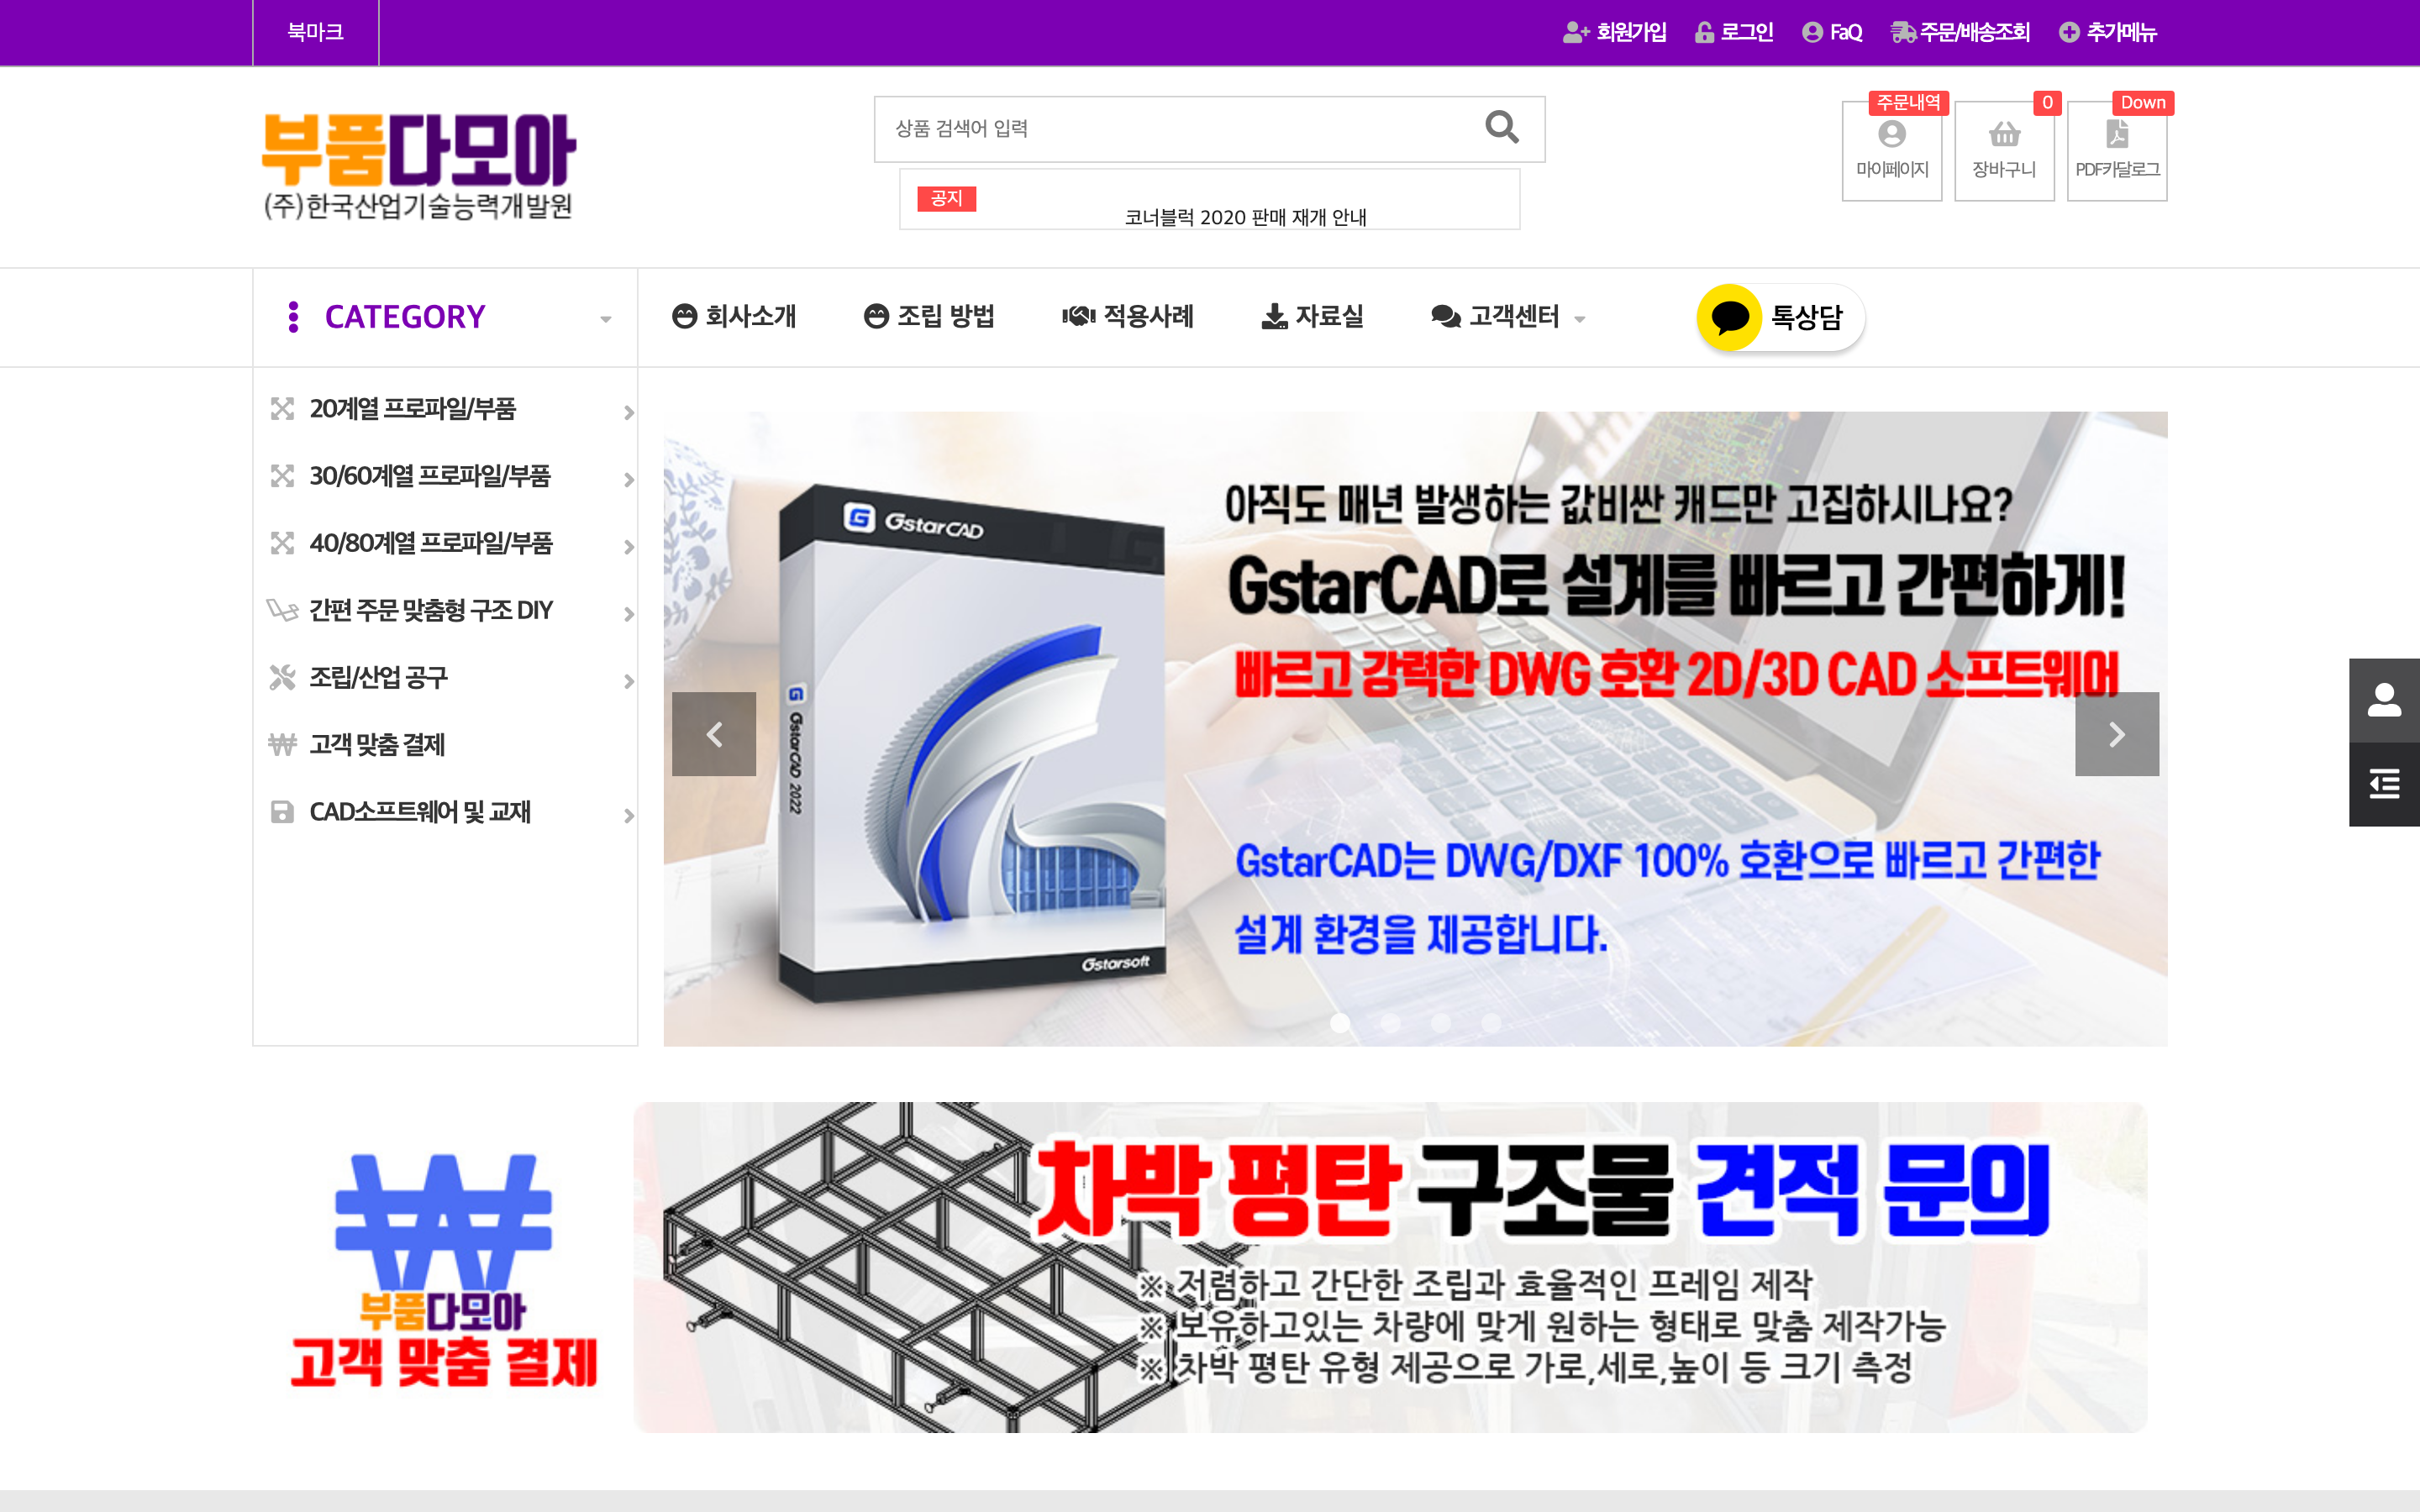 북마크
회원가입 로그인 FaQ 주문/배송조회 추가메뉴
부품다모아
(주)한국산업기술능력개발원
상품 검색어 입력
공지
코너블럭 2020 판매 재개 안내
주문내역 0 Down
마이페이지 장바구니 PDF카달로그
CATEGORY
회사소개 조립 방법 적용사례 자료실 고객센터 톡상담
20계열 프로파일/부품
30/60계열 프로파일/부품
40/80계열 프로파일/부품
간편 주문 맞춤형 구조 DIY
조립/산업 공구
고객 맞춤 결제
CAD소프트웨어 및 교재
GstarCAD
GstarCAD 2022
Gstarsoft
아직도 매년 발생하는 값비싼 캐드만 고집하시나요?
GstarCAD로 설계를 빠르고 간편하게!
빠르고 강력한 DWG 호환 2D/3D CAD 소프트웨어
GstarCAD는 DWG/DXF 100% 호환으로 빠르고 간편한
설계 환경을 제공합니다.
부품다모아
고객 맞춤 결제
차박 평탄 구조물 견적 문의
※ 저렴하고 간단한 조립과 효율적인 프레임 제작
※ 보유하고있는 차량에 맞게 원하는 형태로 맞춤 제작가능
※ 차박 평탄 유형 제공으로 가로,세로,높이 등 크기 측정